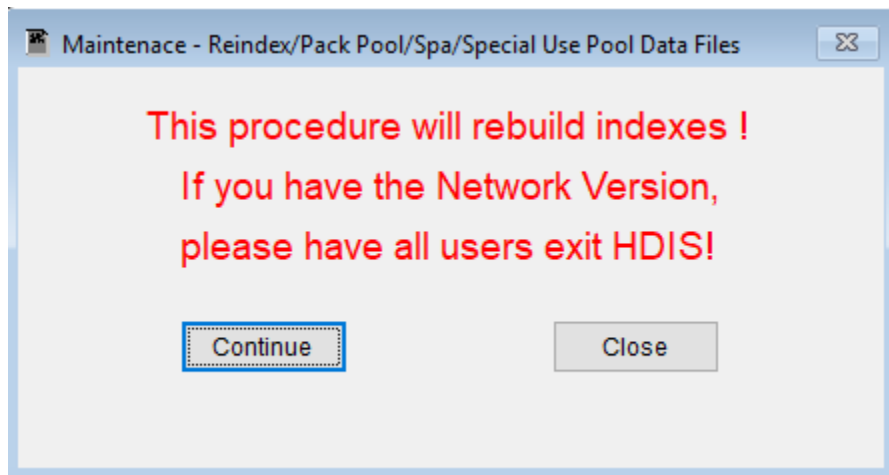 Maintenace - Reindex/Pack Pool/Spa/Special Use Pool Data Files
This procedure will rebuild indexes !
If you have the Network Version,
please have all users exit HDIS!
Continue
Close